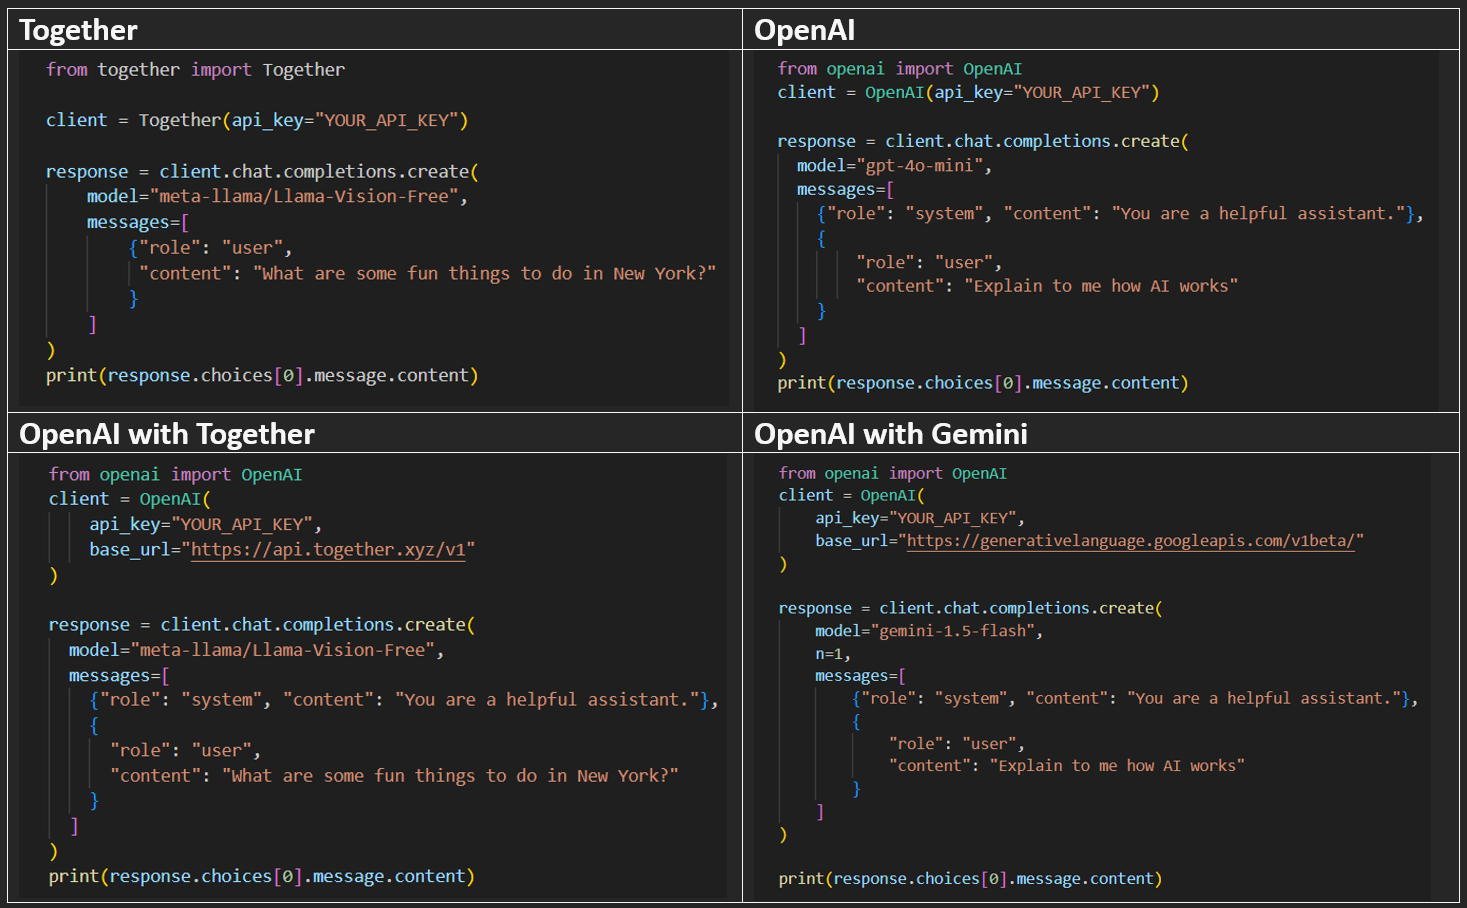 Together
from together import Together
client = Together(api_key="YOUR_API_KEY")
response = client.chat.completions.create(
model="meta-llama/Llama-Vision-Free",
messages=[
{"role": "user",
"content": "What are some fun things to do in New York?"
}
]
)
print(response.choices[0].message.content)
OpenAI
from openai import OpenAI
client = OpenAI(api_key="YOUR_API_KEY")
response = client.chat.completions.create(
model="gpt-4o-mini",
messages=[
{"role": "system", "content": "You are a helpful assistant."},
{
"role": "user",
"content": "Explain to me how AI works"
}
]
)
print(response.choices[0].message.content)
OpenAI with Together
from openai import OpenAI
client = OpenAI(
api_key="YOUR_API_KEY",
base_url="https://api.together.xyz/v1"
)
response = client.chat.completions.create(
model="meta-llama/Llama-Vision-Free",
messages=[
{"role": "system", "content": "You are a helpful assistant."},
{
"role": "user",
"content": "What are some fun things to do in New York?"
}
]
)
print(response.choices[0].message.content)
OpenAI with Gemini
from openai import OpenAI
client = OpenAI(
api_key="YOUR_API_KEY",
base_url="https://generativelanguage.googleapis.com/v1beta/"
)
response = client.chat.completions.create(
model="gemini-1.5-flash",
n=1,
messages=[
{"role": "system", "content": "You are a helpful assistant."},
{
"role": "user",
"content": "Explain to me how AI works"
}
]
)
print(response.choices[0].message.content)